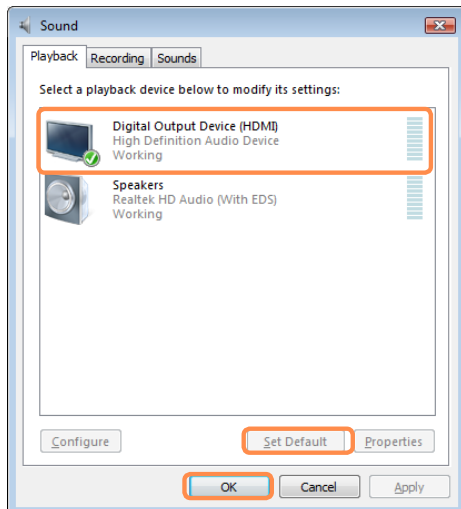 Sound
Playback Recording Sounds
Select a playback device below to modify its settings:
Digital Output Device (HDMI)
High Definition Audio Device
Working
Speakers
Realtek HD Audio (With EDS)
Working
Configure Set Default Properties
OK Cancel Apply